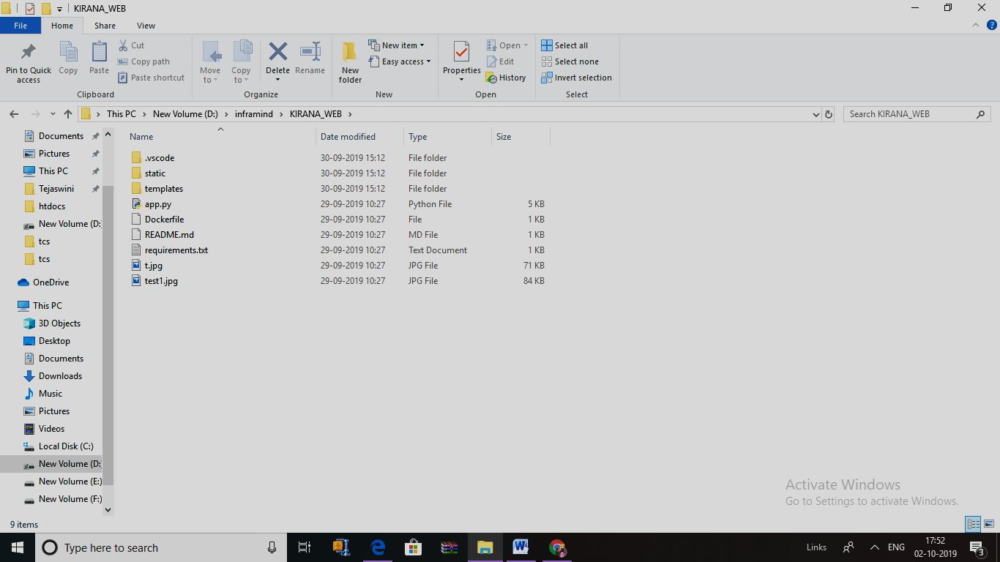 KIRANA_WEB
File Home Share View
Pin to Quick access
Copy
Paste
Cut
Copy path
Paste shortcut
Clipboard
Move to
Copy to
Delete
Rename
Organize
New folder
New item
Easy access
New
Properties
Open
Edit
History
Open
Select all
Select none
Invert selection
Select
This PC New Volume (D:) inframind KIRANA_WEB
Search KIRANA_WEB
Documents
Pictures
This PC
Tejaswini
htdocs
New Volume (D:
tcs
tcs
OneDrive
This PC
3D Objects
Desktop
Documents
Downloads
Music
Pictures
Videos
Local Disk (C:)
New Volume (D:
New Volume (E:)
New Volume (F:)
Name Date modified Type Size
.vscode 30-09-2019 15:12 File folder
static 30-09-2019 15:12 File folder
templates 30-09-2019 15:12 File folder
app.py 29-09-2019 10:27 Python File 5 KB
Dockerfile 29-09-2019 10:27 File 1 KB
README.md 29-09-2019 10:27 MD File 1 KB
requirements.txt 29-09-2019 10:27 Text Document 1 KB
t.jpg 29-09-2019 10:27 JPG File 71 KB
test1.jpg 29-09-2019 10:27 JPG File 84 KB
Activate Windows
Go to Settings to activate Windows.
9 items
Type here to search
Links
ENG
17:52
02-10-2019
3